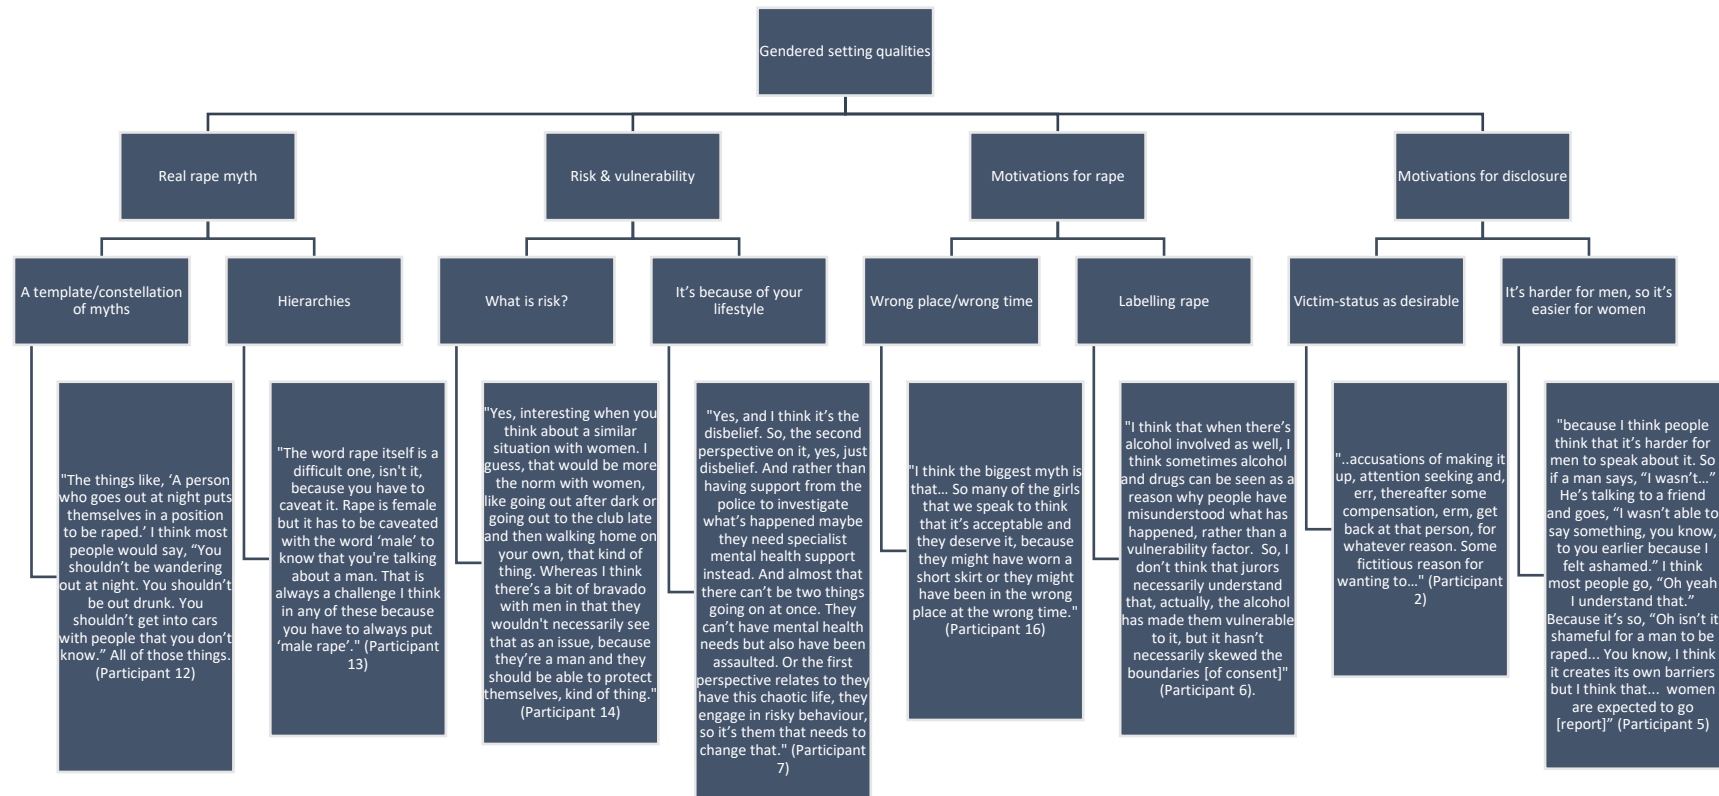 Gendered setting qualities
Real rape myth
Risk & vulnerability
Motivations for rape
Motivations for disclosure
A template/constellation
of myths
Hierarchies
What is risk?
It’s because of your
lifestyle
Wrong place/wrong time
Labelling rape
Victim-status as desirable
It’s harder for men, so it’s
easier for women
"The things like, ‘A person
who goes out at night puts
themselves in a position
to be raped.’ I think most
people would say, “You
shouldn’t be wandering
out at night. You shouldn’t
be out drunk. You
shouldn’t get into cars
with people that you don’t
know.” All of those things.
(Participant 12)
"The word rape itself is a
difficult one, isn't it,
because you have to
caveat it. Rape is female
but it has to be caveated
with the word ‘male’ to
know that you're talking
about a man. That is
always a challenge I think
in any of these because
you have to always put
‘male rape’." (Participant
13)
"Yes, interesting when you
think about a similar
situation with women. I
guess, that would be more
the norm with women,
like going out after dark or
going out to the club late
and then walking home on
your own, that kind of
thing. Whereas I think
there’s a bit of bravado
with men in that they
wouldn't necessarily see
that as an issue, because
they’re a man and they
should be able to protect
themselves, kind of thing."
(Participant 14)
"Yes, and I think it’s the
disbelief. So, the second
perspective on it, yes, just
disbelief. And rather than
having support from the
police to investigate
what’s happened maybe
they need specialist
mental health support
instead. And almost that
there can’t be two things
going on at once. They
can’t have mental health
needs but also have been
assaulted. Or the first
perspective relates to they
have this chaotic life, they
engage in risky behaviour,
so it’s them that needs to
change that." (Participant
7)
"I think the biggest myth is
that… So many of the girls
that we speak to think
that it’s acceptable and
they deserve it, because
they might have worn a
short skirt or they might
have been in the wrong
place at the wrong time."
(Participant 16)
"I think that when there’s
alcohol involved as well, I
think sometimes alcohol
and drugs can be seen as a
reason why people have
misunderstood what has
happened, rather than a
vulnerability factor. So, I
don’t think that jurors
necessarily understand
that, actually, the alcohol
has made them vulnerable
to it, but it hasn’t
necessarily skewed the
boundaries [of consent]"
(Participant 6).
"..accusations of making it
up, attention seeking and,
err, thereafter some
compensation, erm, get
back at that person, for
whatever reason. Some
fictitious reason for
wanting to…" (Participant
2)
"because I think people
think that it’s harder for
men to speak about it. So
if a man says, “I wasn’t…”
He’s talking to a friend
and goes, “I wasn’t able to
say something, you know,
to you earlier because I
felt ashamed.” I think
most people go, “Oh yeah
I understand that.”
Because it’s so, “Oh isn’t it
shameful for a man to be
raped... You know, I think
it creates its own barriers
but I think that... women
are expected to go
[report]” (Participant 5)